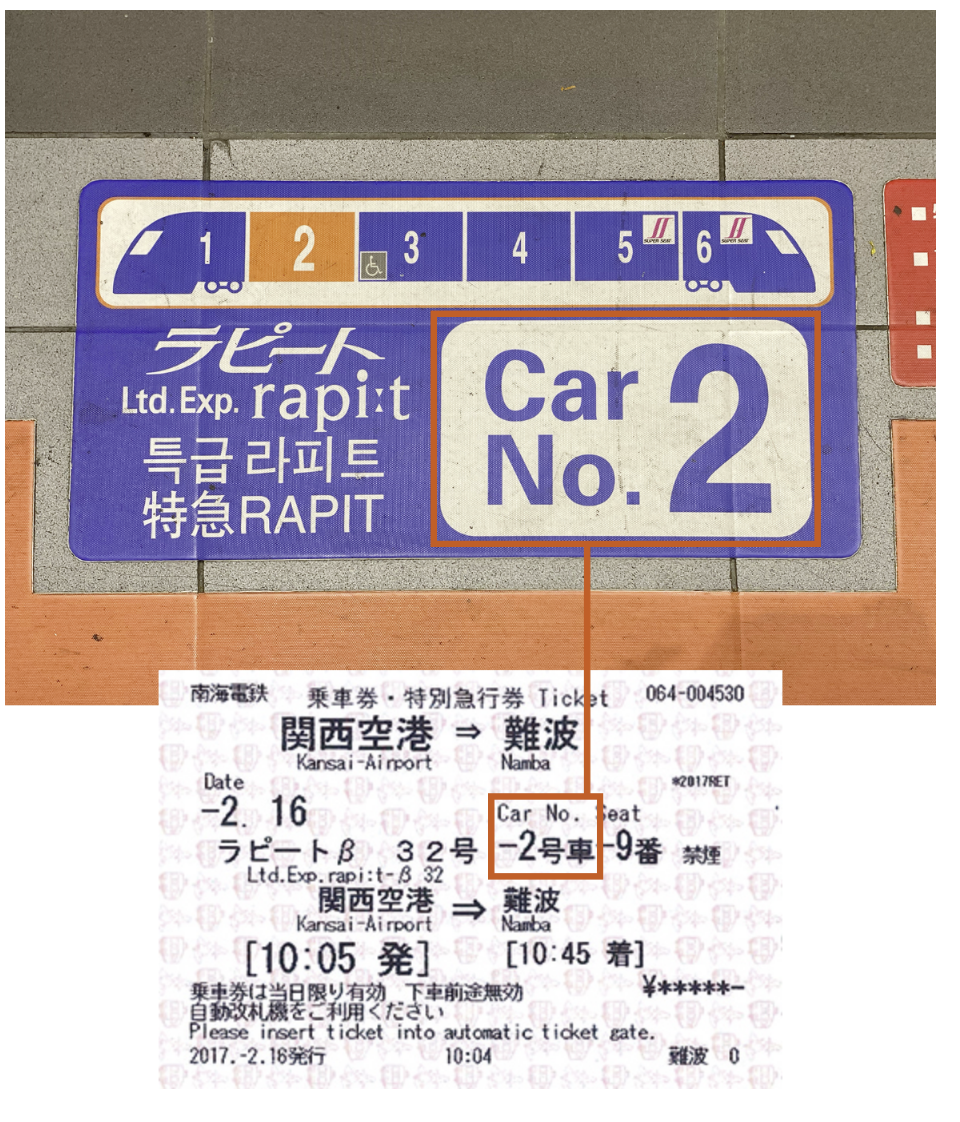 1 2 3 4 5 SUPER SEAT 6 SUPER SEAT
ラピート
Ltd.Exp. rapi:t
특급 라피트
特急RAPIT
Car No. 2
南海電鉄 乗車券・特別急行券 Ticket 064-004530
関西空港 ⇒ 難波
Kansai-Airport Namba
Date *2017RET
-2. 16 Car No. Seat
ラピートβ 32号 -2号車 -9番 禁煙
Ltd.Exp.rapi:t-β 32
関西空港 ⇒ 難波
Kansai-Airport Namba
[10:05 発] [10:45 着]
¥*****-
乗車券は当日限り有効 下車前途無効
自動改札機をご利用ください
Please insert ticket into automatic ticket gate.
2017.-2.16発行 10:04 難波 0